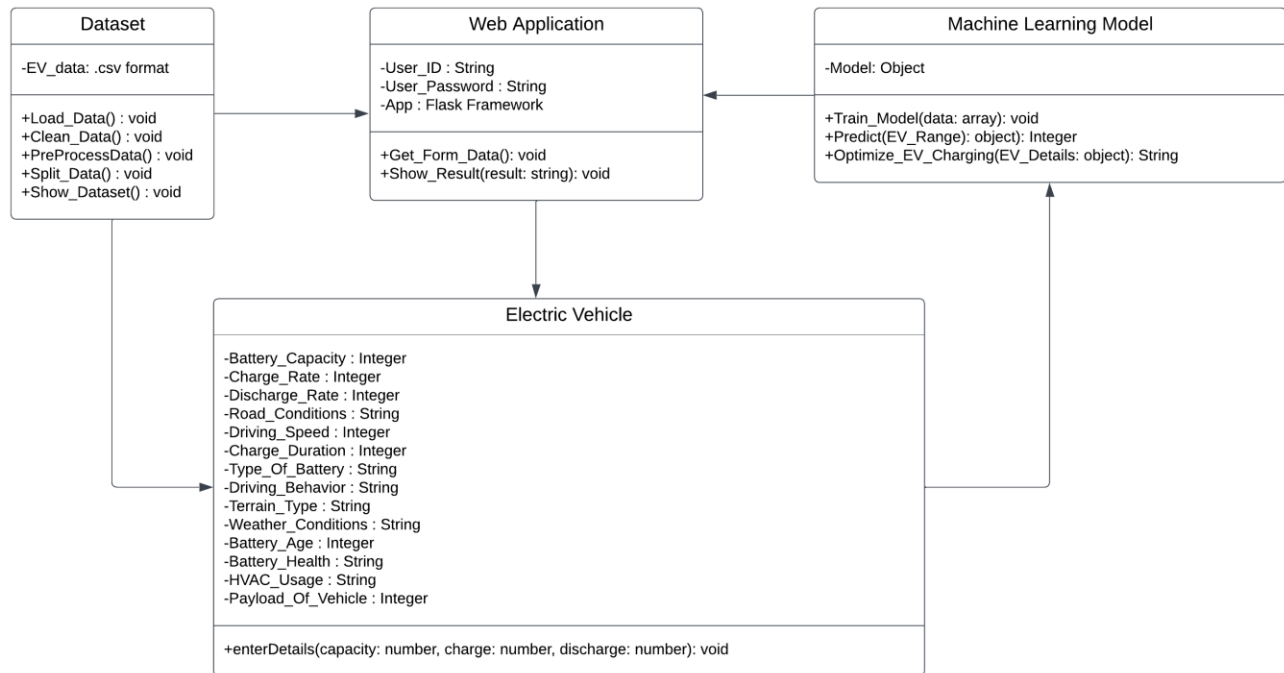 Dataset
-EV_data: .csv format
+Load_Data() : void
+Clean_Data() : void
+PreProcessData() : void
+Split_Data() : void
+Show_Dataset() : void
Web Application
-User_ID : String
-User_Password : String
-App : Flask Framework
+Get_Form_Data(): void
+Show_Result(result: string): void
Machine Learning Model
-Model: Object
+Train_Model(data: array): void
+Predict(EV_Range): object): Integer
+Optimize_EV_Charging(EV_Details: object): String
Electric Vehicle
-Battery_Capacity : Integer
-Charge_Rate : Integer
-Discharge_Rate : Integer
-Road_Conditions : String
-Driving_Speed : Integer
-Charge_Duration : Integer
-Type_Of_Battery : String
-Driving_Behavior : String
-Terrain_Type : String
-Weather_Conditions : String
-Battery_Age : Integer
-Battery_Health : String
-HVAC_Usage : String
-Payload_Of_Vehicle : Integer
+enterDetails(capacity: number, charge: number, discharge: number): void